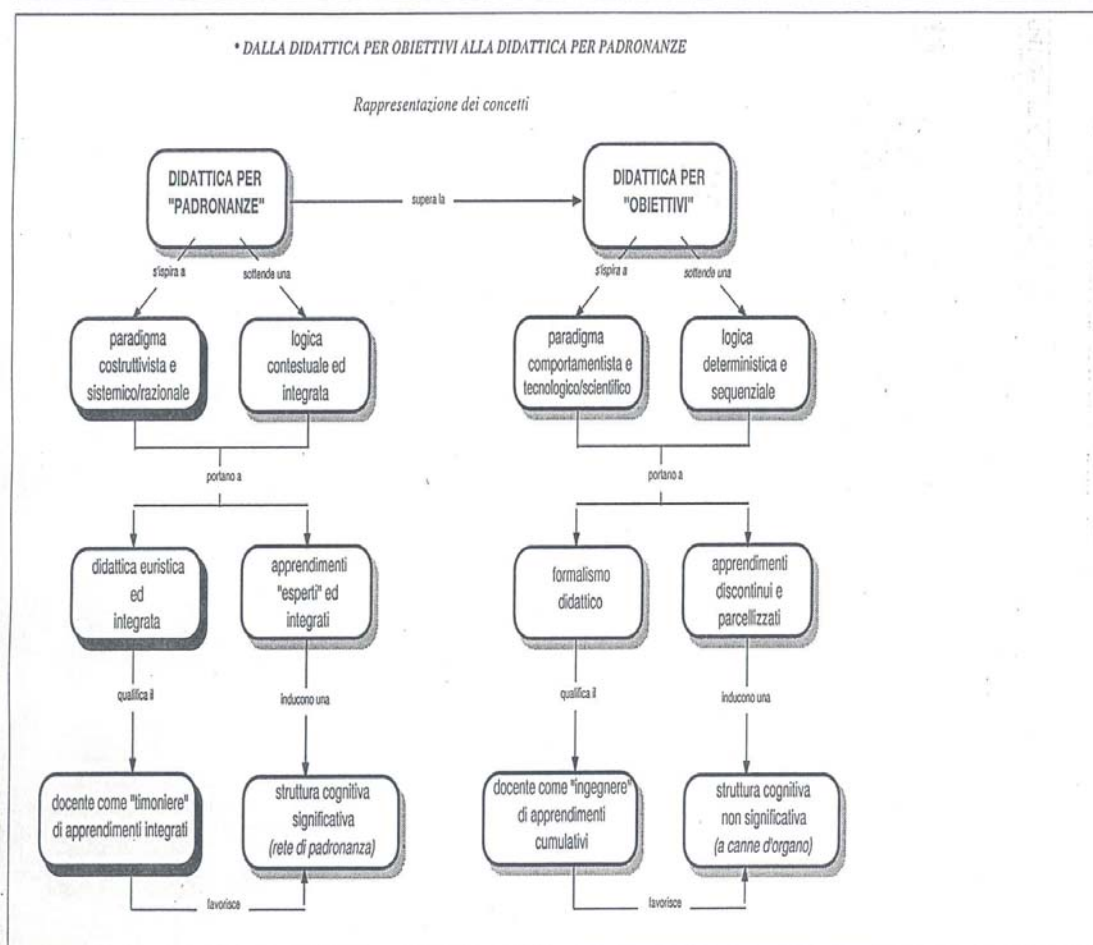 * DALLA DIDATTICA PER OBIETTIVI ALLA DIDATTICA PER PADRONANZE
Rappresentazione dei concetti
DIDATTICA PER
"PADRONANZE"
supera la
DIDATTICA PER
"OBIETTIVI"
s'ispira a
sottende una
s'ispira a
sottende una
paradigma
costruttivista e
sistemico/razionale
logica
contestuale ed
integrata
paradigma
comportamentista e
tecnologico/scientifico
logica
deterministica e
sequenziale
portano a
portano a
didattica euristica
ed
integrata
apprendimenti
"esperti" ed
integrati
formalismo
didattico
apprendimenti
discontinui e
parcellizzati
qualifica il
inducono una
qualifica il
inducono una
docente come "timoniere"
di apprendimenti integrati
struttura cognitiva
significativa
(rete di padronanza)
docente come "ingegnere"
di apprendimenti
cumulativi
struttura cognitiva
non significativa
(a canne d'organo)
favorisce
favorisce